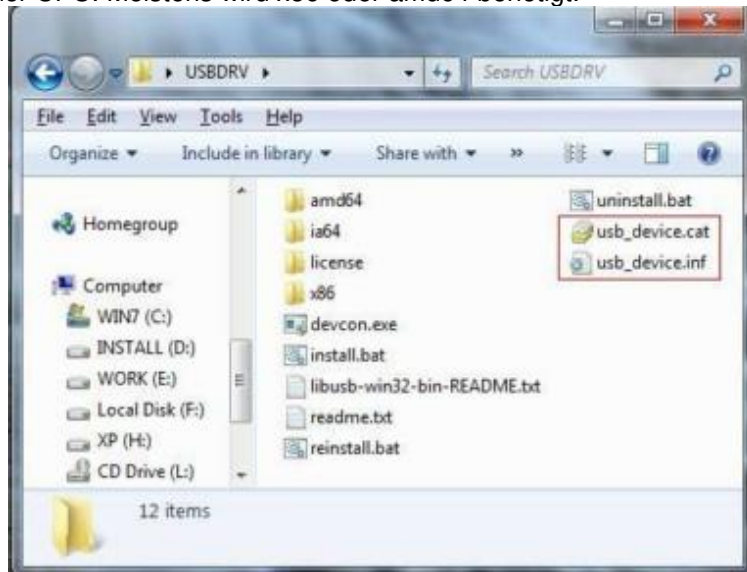 USBDRV
Search USBDRV
File Edit View Tools Help
Organize Include in library Share with »
Homegroup
Computer
WIN7 (C:)
INSTALL (D:)
WORK (E:)
Local Disk (F:)
XP (H:)
CD Drive (L:)
amd64
ia64
license
x86
devcon.exe
install.bat
libusb-win32-bin-README.txt
readme.txt
reinstall.bat
uninstall.bat
usb_device.cat
usb_device.inf
12 items